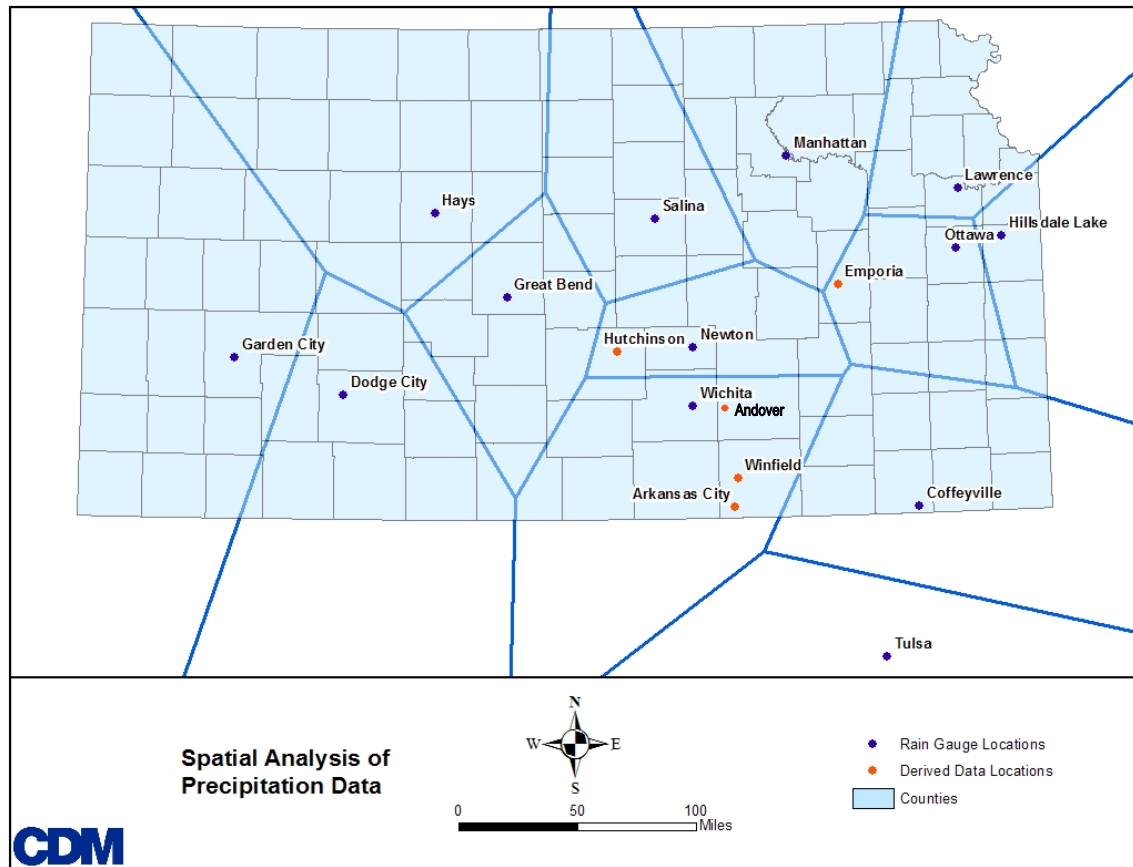 Manhattan
Lawrence
Hays
Salina
Hillsdale Lake
Ottawa
Emporia
Great Bend
Hutchinson
Newton
Garden City
Dodge City
Wichita
Andover
Winfield
Arkansas City
Coffeyville
Tulsa
Spatial Analysis of
Precipitation Data
N
W
E
S
0
50
100
Miles
Rain Gauge Locations
Derived Data Locations
Counties
CDM